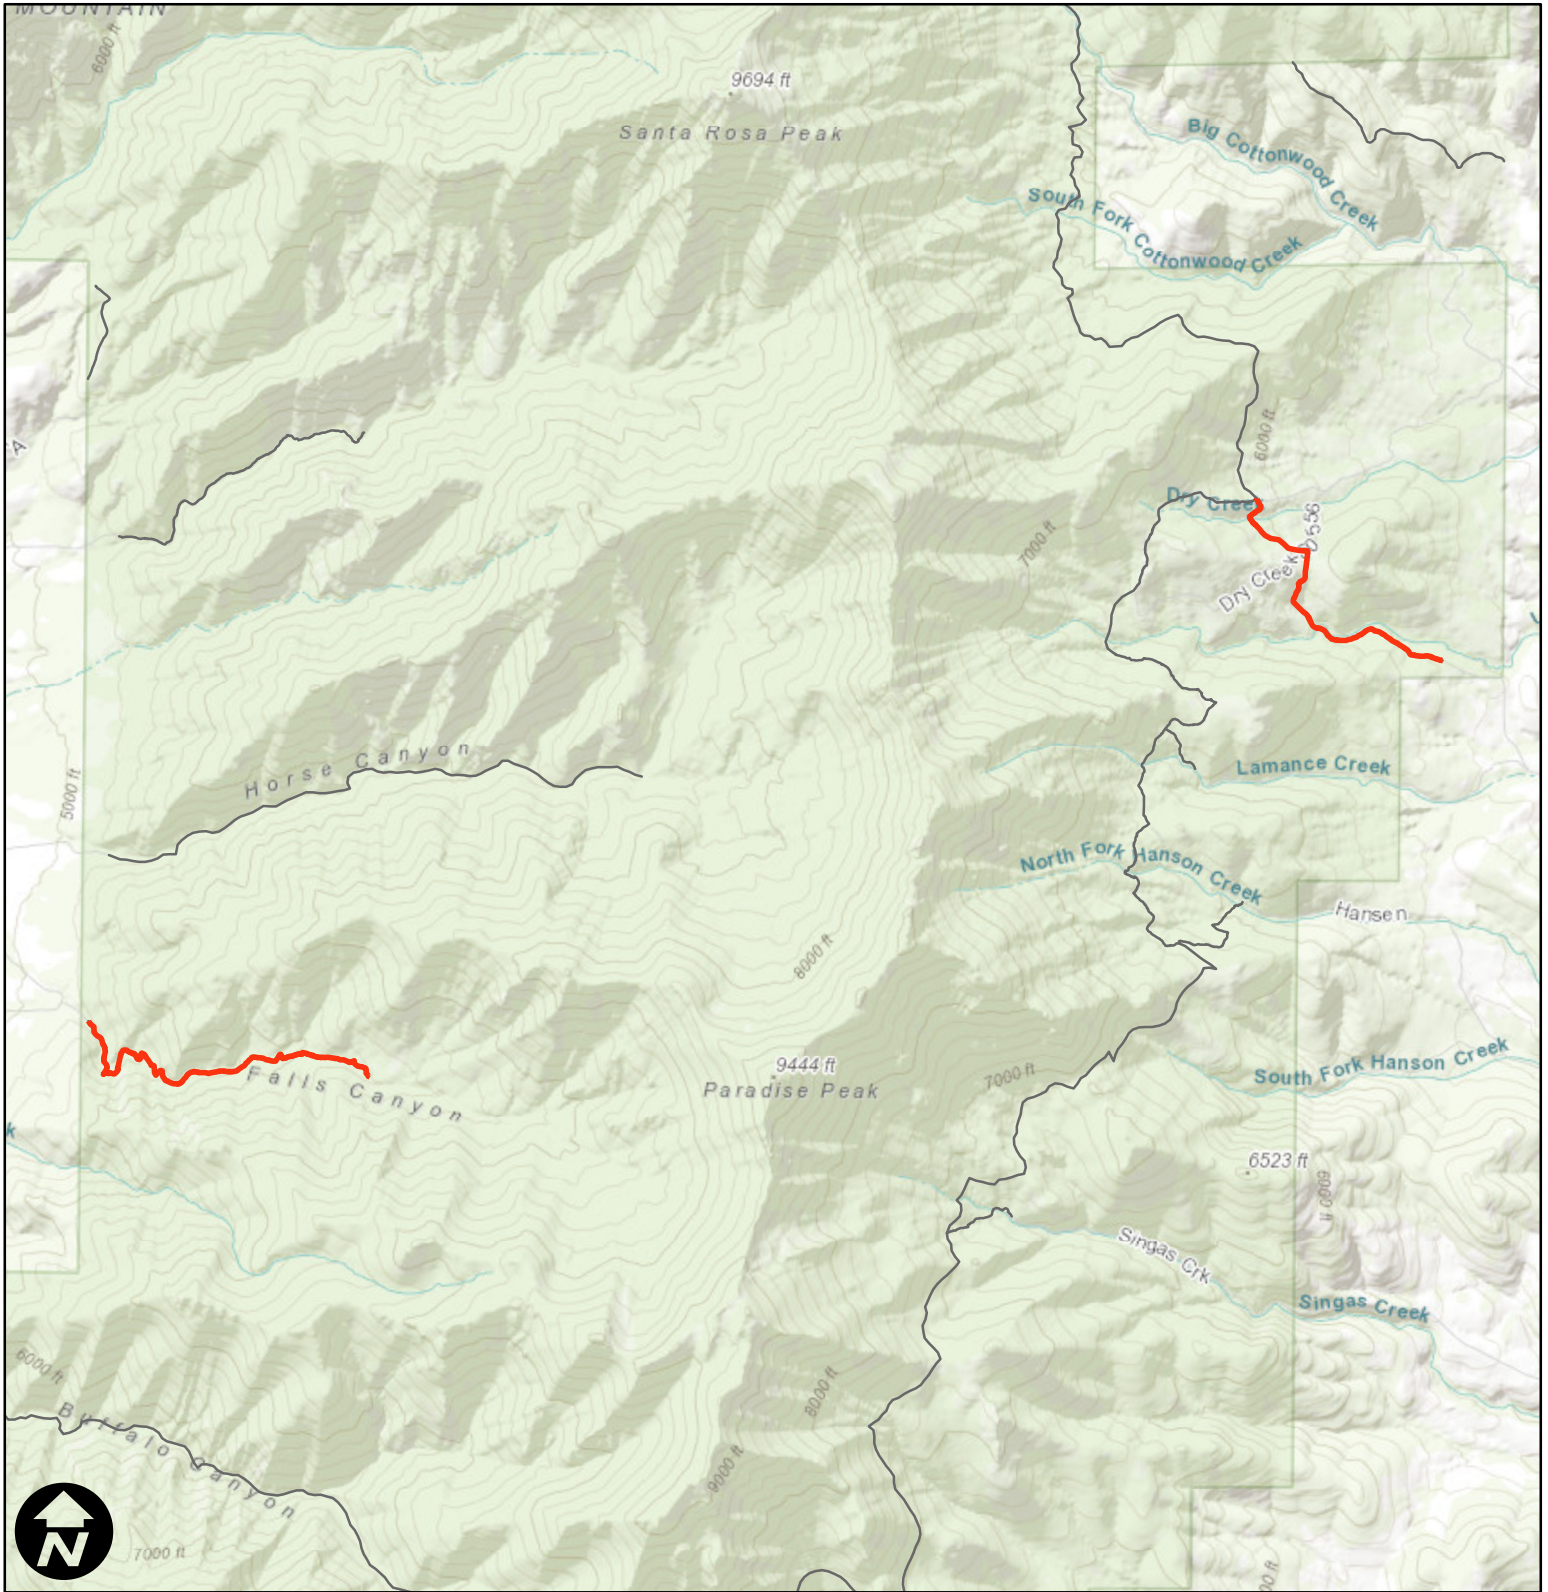 MOUNTAIN
6000 ft
9694 ft
Santa Rosa Peak
Big Cottonwood Creek
South Fork Cottonwood Creek
6000 ft
Dry Creek
7000 ft
Dry Creek
Horse Canyon
5000 ft
Lamance Creek
North Fork Hanson Creek
Hansen
8000 ft
9444 ft
Paradise Peak
7000 ft
South Fork Hanson Creek
Falls Canyon
6523 ft
6000 ft
Singas Crk
Singas Creek
6000 ft
8000 ft
Buffalo Canyon
9000 ft
7000 ft
N